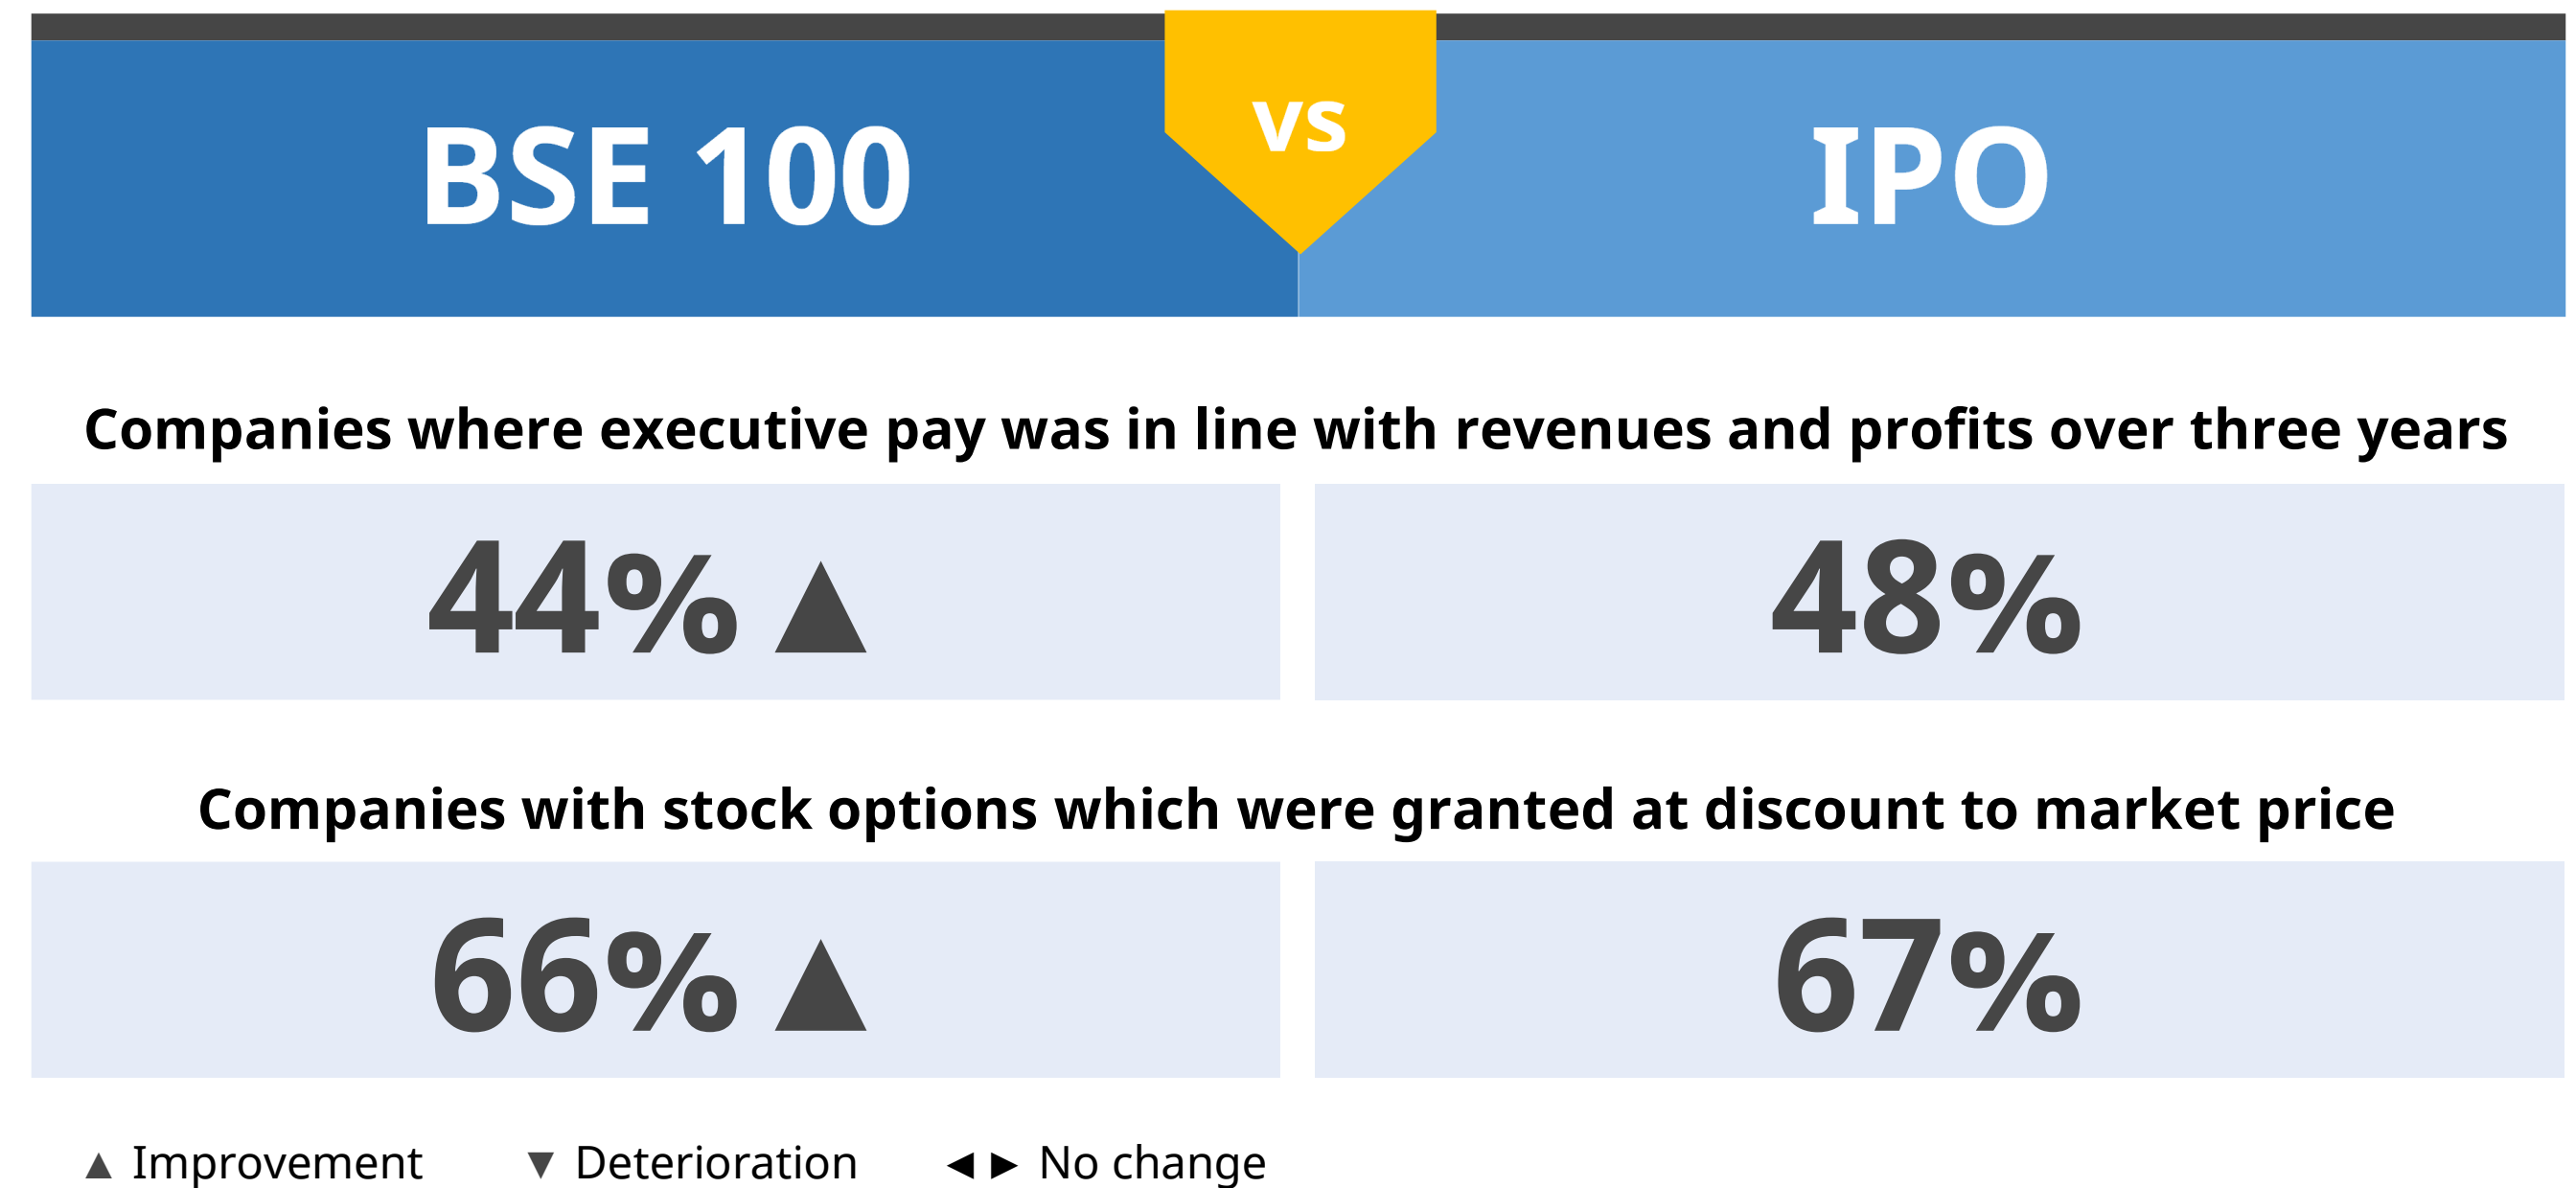 BSE 100 vs IPO
Companies where executive pay was in line with revenues and profits over three years
44% ▲ 48%
Companies with stock options which were granted at discount to market price
66% ▲ 67%
▲ Improvement ▼ Deterioration ◀ ▶ No change